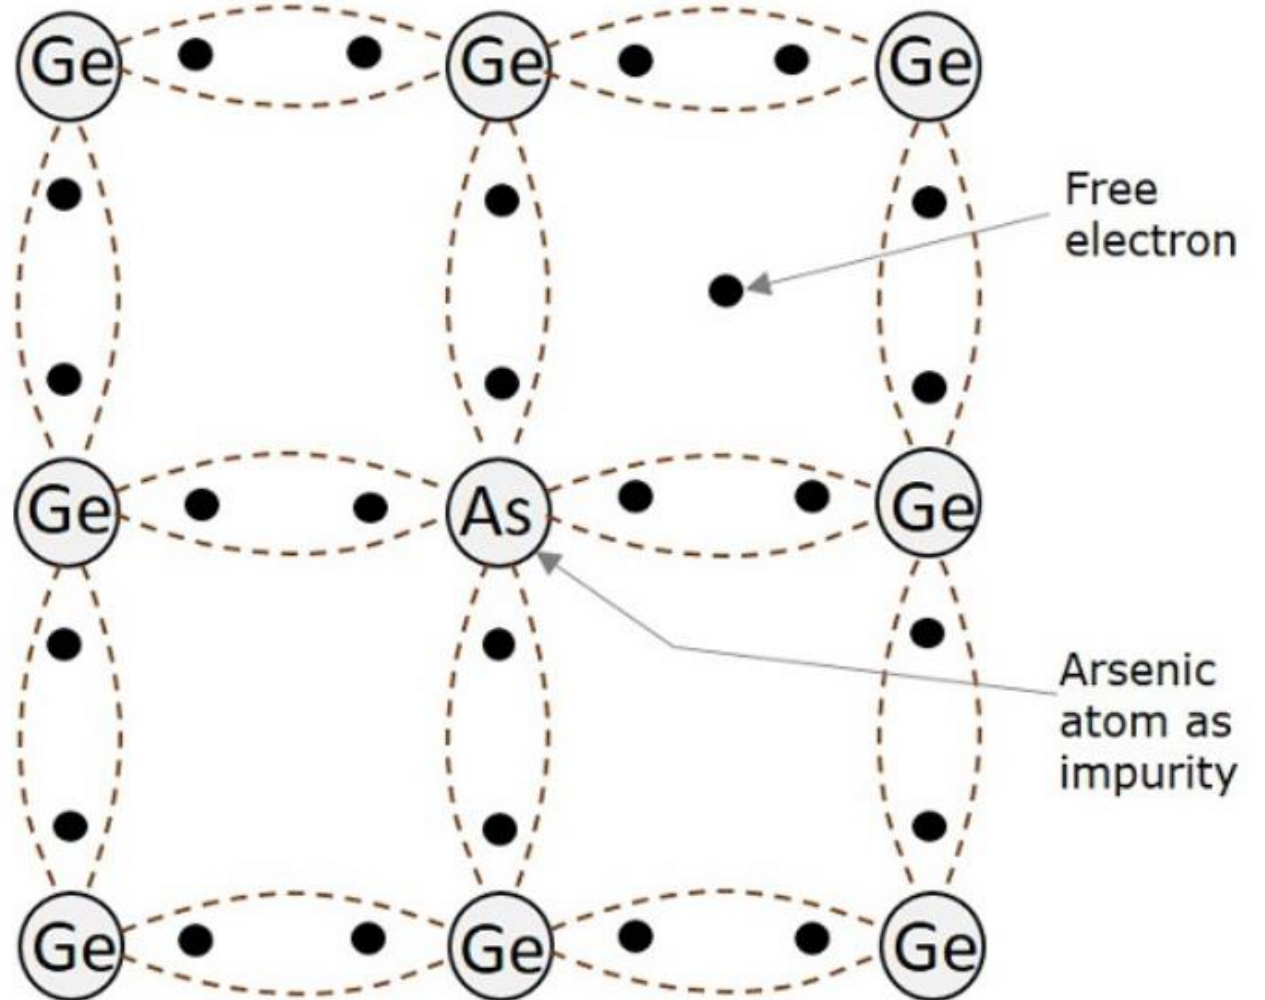 Ge Ge Ge
Free
electron
Ge As Ge
Arsenic
atom as
impurity
Ge Ge Ge